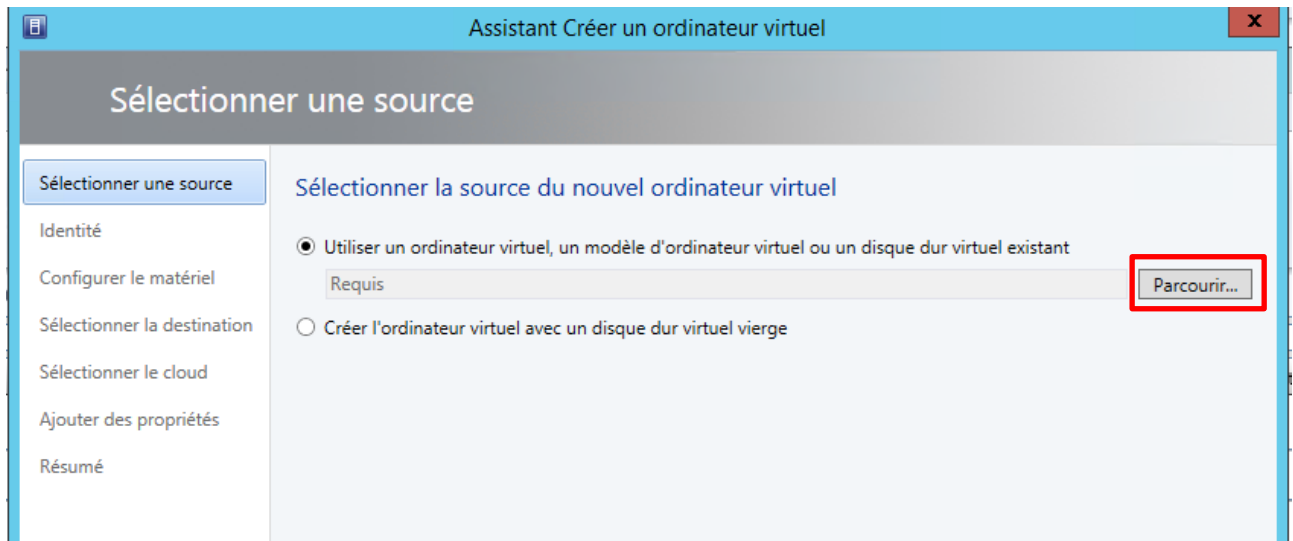 Assistant Créer un ordinateur virtuel
x
Sélectionner une source
Sélectionner une source
Identité
Configurer le matériel
Sélectionner la destination
Sélectionner le cloud
Ajouter des propriétés
Résumé
Sélectionner la source du nouvel ordinateur virtuel
Utiliser un ordinateur virtuel, un modèle d'ordinateur virtuel ou un disque dur virtuel existant
Requis
Parcourir...
Créer l'ordinateur virtuel avec un disque dur virtuel vierge